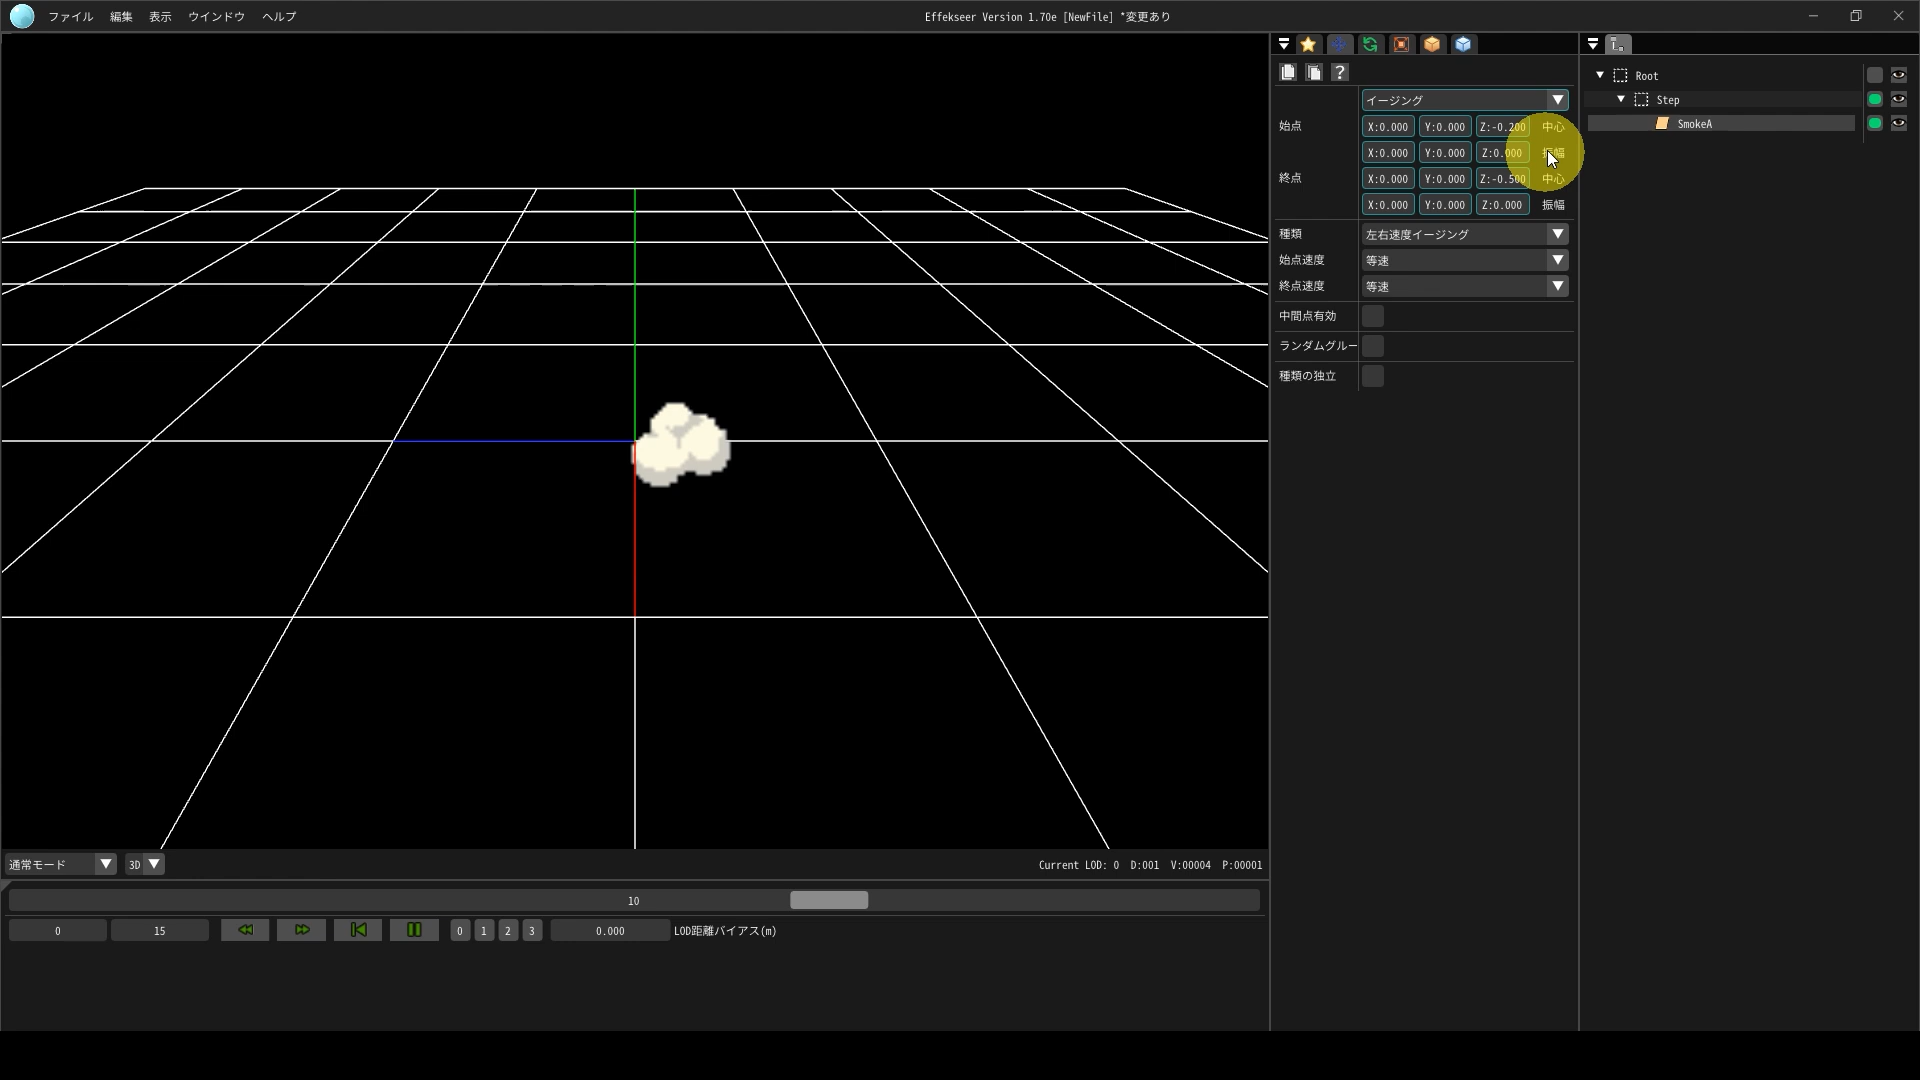 ファイル 編集 表示 ウインドウ ヘルプ
Effekseer Version 1.70e [NewFile] *変更あり
イージング
始点 X:0.000 Y:0.000 Z:-0.200 中心
X:0.000 Y:0.000 Z:0.000 振幅
終点 X:0.000 Y:0.000 Z:-0.500 中心
X:0.000 Y:0.000 Z:0.000 振幅
種類 左右速度イージング
始点速度 等速
終点速度 等速
中間点有効
ランダムグルー
種類の独立
Root
Step
SmokeA
通常モード 3D
Current LOD: 0 D:001 V:00004 P:00001
10
0 15 0 1 2 3 0.000 LOD距離バイアス(m)